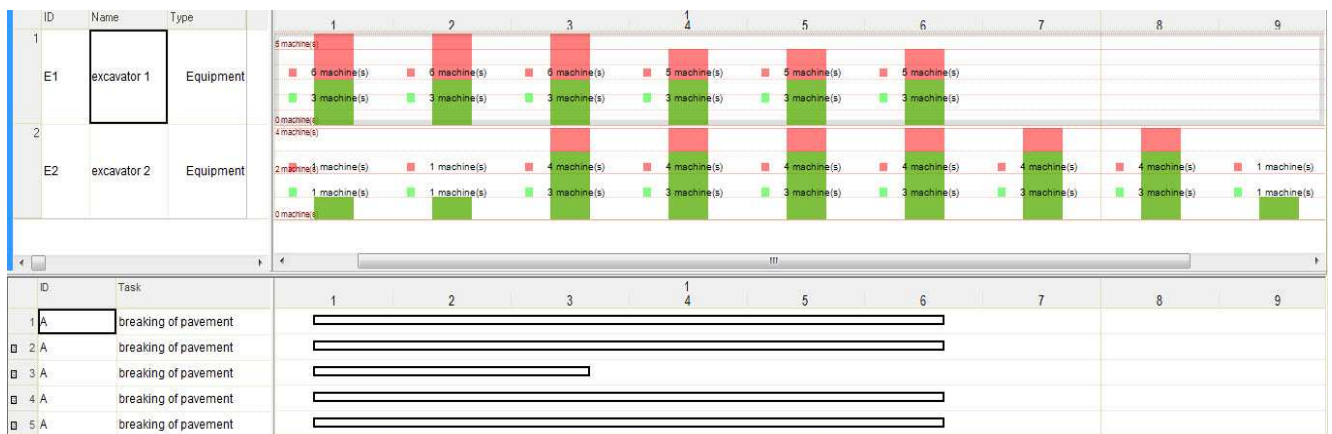 ID Name Type 1
1 2 3 4 5 6 7 8 9
1
5 machine(s)
E1 excavator 1 Equipment 6 machine(s) 6 machine(s) 6 machine(s) 5 machine(s) 5 machine(s) 5 machine(s)
3 machine(s) 3 machine(s) 3 machine(s) 3 machine(s) 3 machine(s) 3 machine(s)
0 machine(s)
2 4 machine(s)
E2 excavator 2 Equipment 2 machine(s) 1 machine(s) 1 machine(s) 4 machine(s) 4 machine(s) 4 machine(s) 4 machine(s) 4 machine(s) 4 machine(s) 1 machine(s)
1 machine(s) 1 machine(s) 3 machine(s) 3 machine(s) 3 machine(s) 3 machine(s) 3 machine(s) 3 machine(s) 1 machine(s)
0 machine(s)
ID Task 1
1 2 3 4 5 6 7 8 9
1 A breaking of pavement
2 A breaking of pavement
3 A breaking of pavement
4 A breaking of pavement
5 A breaking of pavement